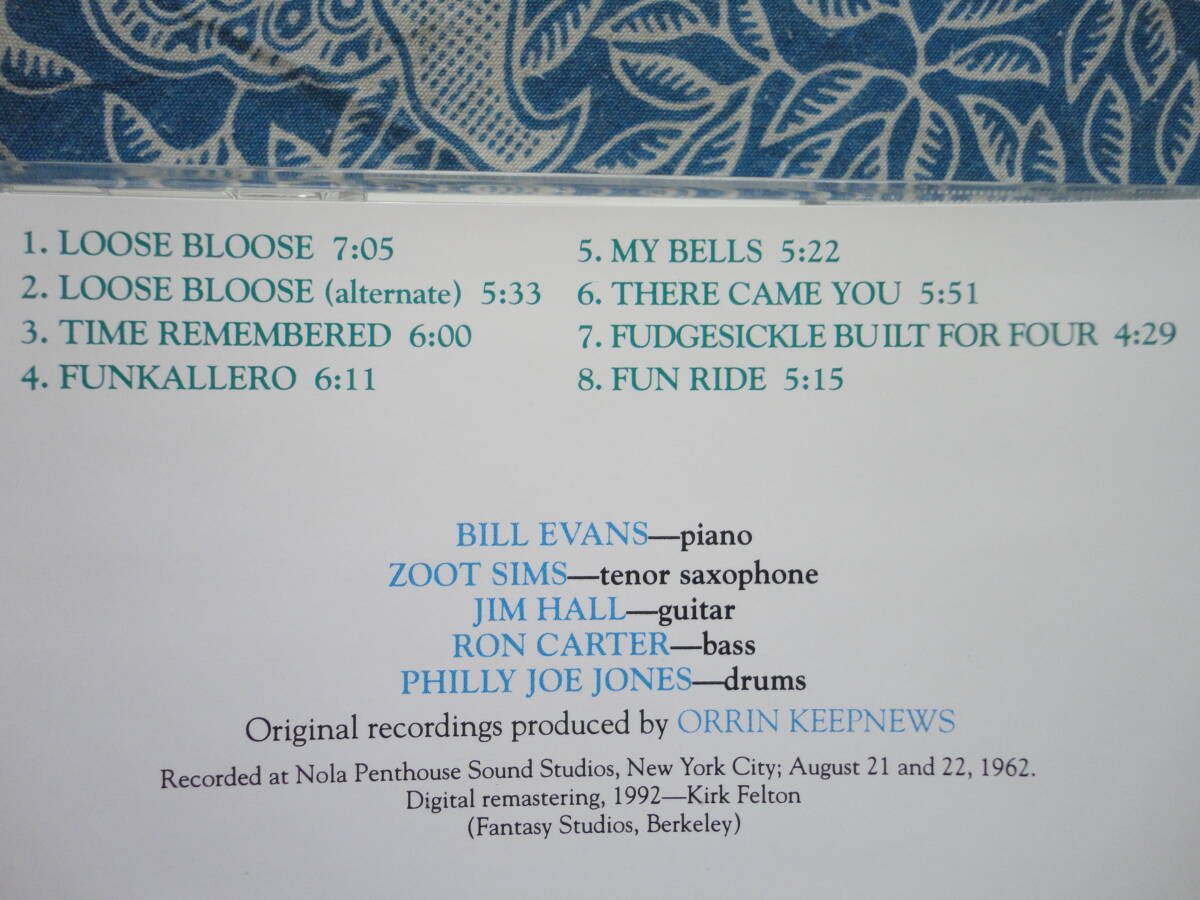 1. LOOSE BLOOSE 7:05
2. LOOSE BLOOSE (alternate) 5:33
3. TIME REMEMBERED 6:00
4. FUNKALLERO 6:11
5. MY BELLS 5:22
6. THERE CAME YOU 5:51
7. FUDGESICKLE BUILT FOR FOUR 4:29
8. FUN RIDE 5:15
BILL EVANS—piano
ZOOT SIMS—tenor saxophone
JIM HALL—guitar
RON CARTER—bass
PHILLY JOE JONES—drums
Original recordings produced by ORRIN KEEPNEWS
Recorded at Nola Penthouse Sound Studios, New York City; August 21 and 22, 1962.
Digital remastering, 1992—Kirk Felton
(Fantasy Studios, Berkeley)